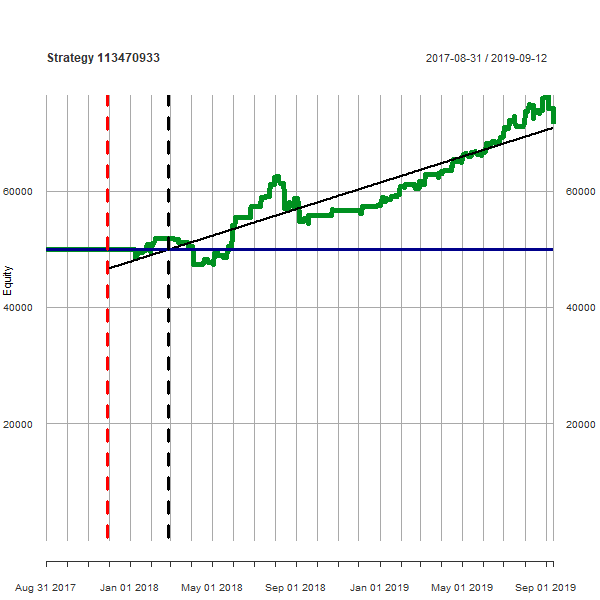 Strategy 113470933
2017-08-31 / 2019-09-12
60000
60000
Equity
40000
40000
20000
20000
Aug 31 2017
Jan 01 2018
May 01 2018
Sep 01 2018
Jan 01 2019
May 01 2019
Sep 01 2019